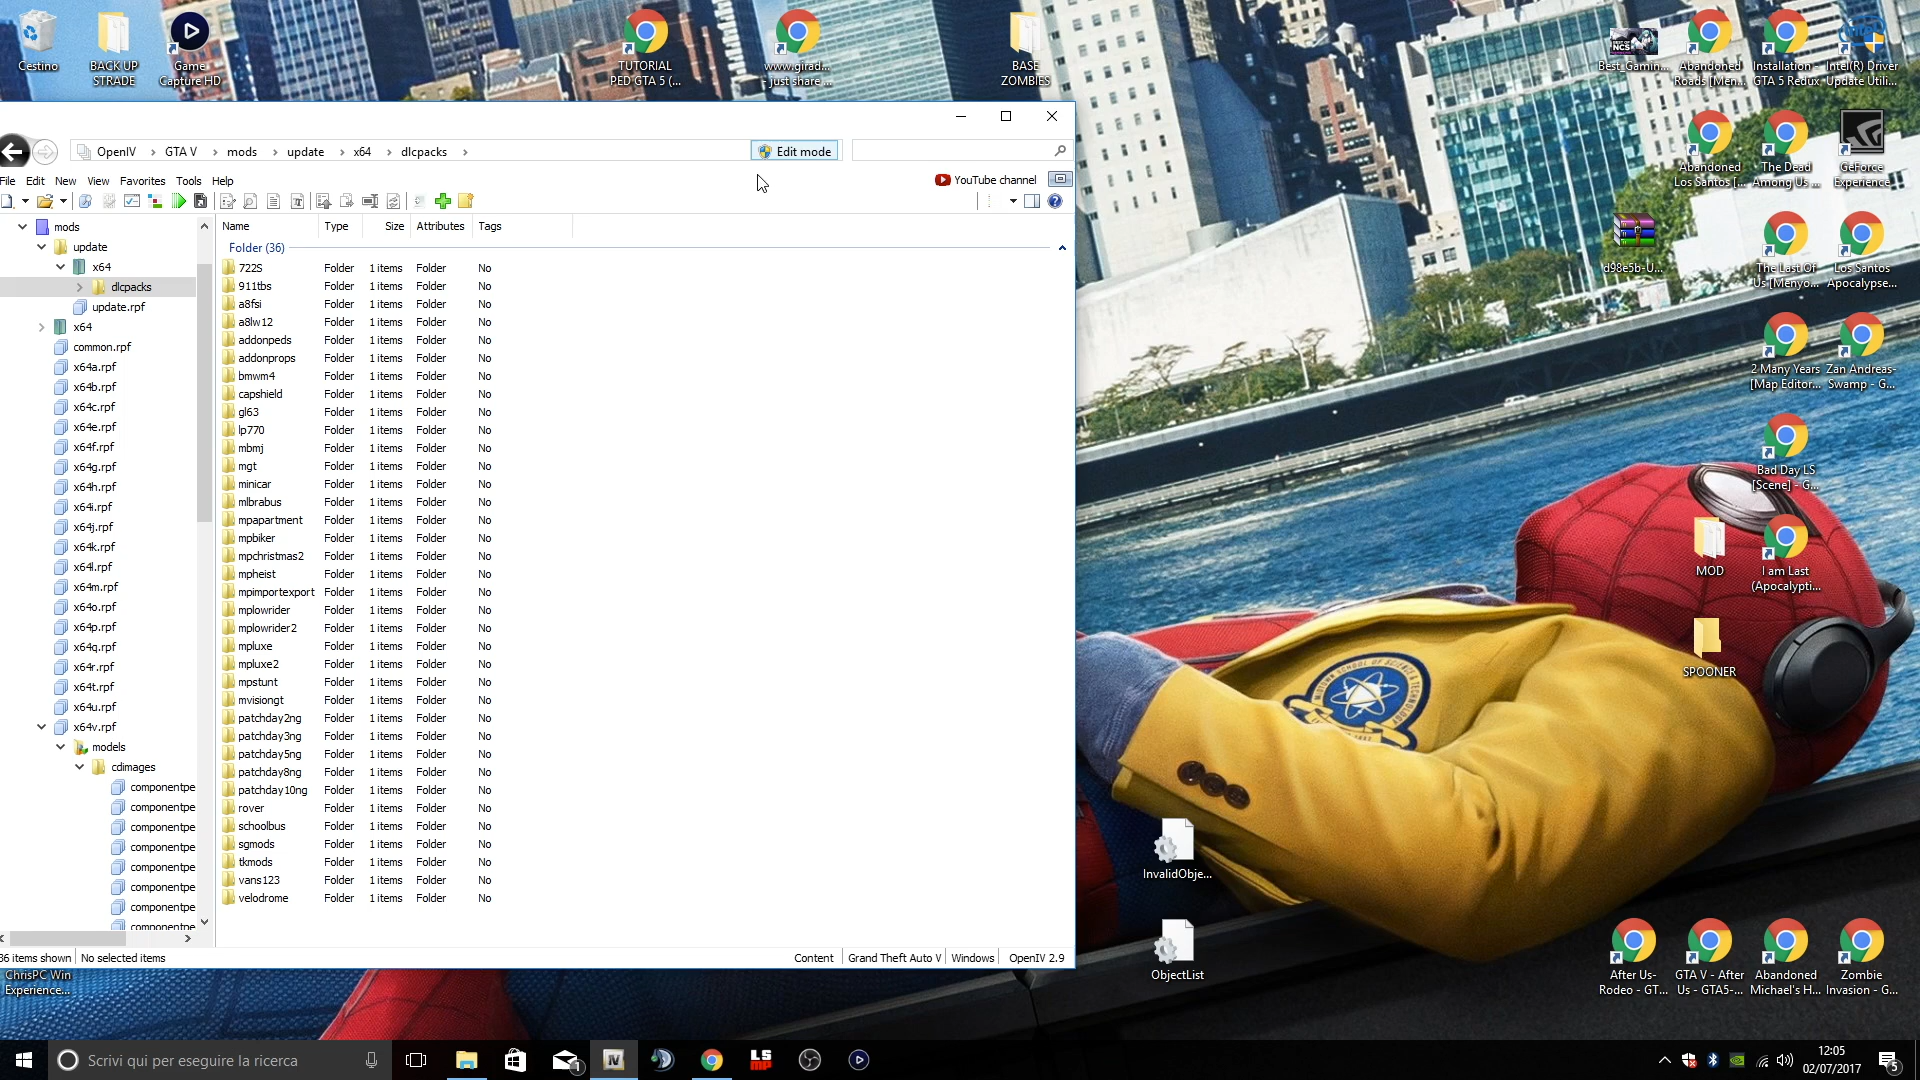 Cestino
BACK UP
STRADE
Game
Capture HD
TUTORIAL
PED GTA 5 (...
www.girad...
- just share ...
BASE
ZOMBIES
Best_Gamin...
Abandoned
Roads [Men...
Installation -
GTA 5 Redux
Intel(R) Driver
Update Utili...
OpenIV
GTA V
mods
update
x64
dlcpacks
Edit mode
File
Edit
New
View
Favorites
Tools
Help
YouTube channel
mods
update
x64
dlcpacks
update.rpf
x64
common.rpf
x64a.rpf
x64b.rpf
x64c.rpf
x64e.rpf
x64f.rpf
x64g.rpf
x64h.rpf
x64i.rpf
x64j.rpf
x64k.rpf
x64l.rpf
x64m.rpf
x64o.rpf
x64p.rpf
x64q.rpf
x64r.rpf
x64t.rpf
x64u.rpf
x64v.rpf
models
cdimages
componentpe
componentpe
componentpe
componentpe
componentpe
componentpe
componentpe
componentpe
Name Type Size Attributes Tags
Folder (36)
722S Folder 1 items Folder No
911tbs Folder 1 items Folder No
a8fsi Folder 1 items Folder No
a8lw12 Folder 1 items Folder No
addonpeds Folder 1 items Folder No
addonprops Folder 1 items Folder No
bmwm4 Folder 1 items Folder No
capshield Folder 1 items Folder No
gl63 Folder 1 items Folder No
lp770 Folder 1 items Folder No
mbmj Folder 1 items Folder No
mgt Folder 1 items Folder No
minicar Folder 1 items Folder No
mlbrabus Folder 1 items Folder No
mpapartment Folder 1 items Folder No
mpbiker Folder 1 items Folder No
mpchristmas2 Folder 1 items Folder No
mpheist Folder 1 items Folder No
mpimportexport Folder 1 items Folder No
mplowrider Folder 1 items Folder No
mplowrider2 Folder 1 items Folder No
mpluxe Folder 1 items Folder No
mpluxe2 Folder 1 items Folder No
mpstunt Folder 1 items Folder No
mvisiongt Folder 1 items Folder No
patchday2ng Folder 1 items Folder No
patchday3ng Folder 1 items Folder No
patchday5ng Folder 1 items Folder No
patchday8ng Folder 1 items Folder No
patchday10ng Folder 1 items Folder No
rover Folder 1 items Folder No
schoolbus Folder 1 items Folder No
sgmods Folder 1 items Folder No
tkmods Folder 1 items Folder No
vans123 Folder 1 items Folder No
velodrome Folder 1 items Folder No
36 items shown
No selected items
Content
Grand Theft Auto V
Windows
OpenIV 2.9
ChrisPC Win
Experience...
Abandoned
Los Santos [...
The Dead
Among Us ...
GeForce
Experience
d98e5b-U...
The Last Of
Us [Menyo...
Los Santos
Apocalypse...
2 Many Years
[Map Editor...
Zan Andreas-
Swamp - G...
Bad Day LS
[Scene] - G...
MOD
I am Last
(Apocalypti...
SPOONER
MIDTOWN SCHOOL OF SCIENCE & TECHNOLOGY
InvalidObje...
ObjectList
After Us-
Rodeo - GT...
GTA V - After
Us - GTA5-...
Abandoned
Michael's H...
Zombie
Invasion - G...
Scrivi qui per eseguire la ricerca
1
IV
LS
MP
12:05
02/07/2017
5